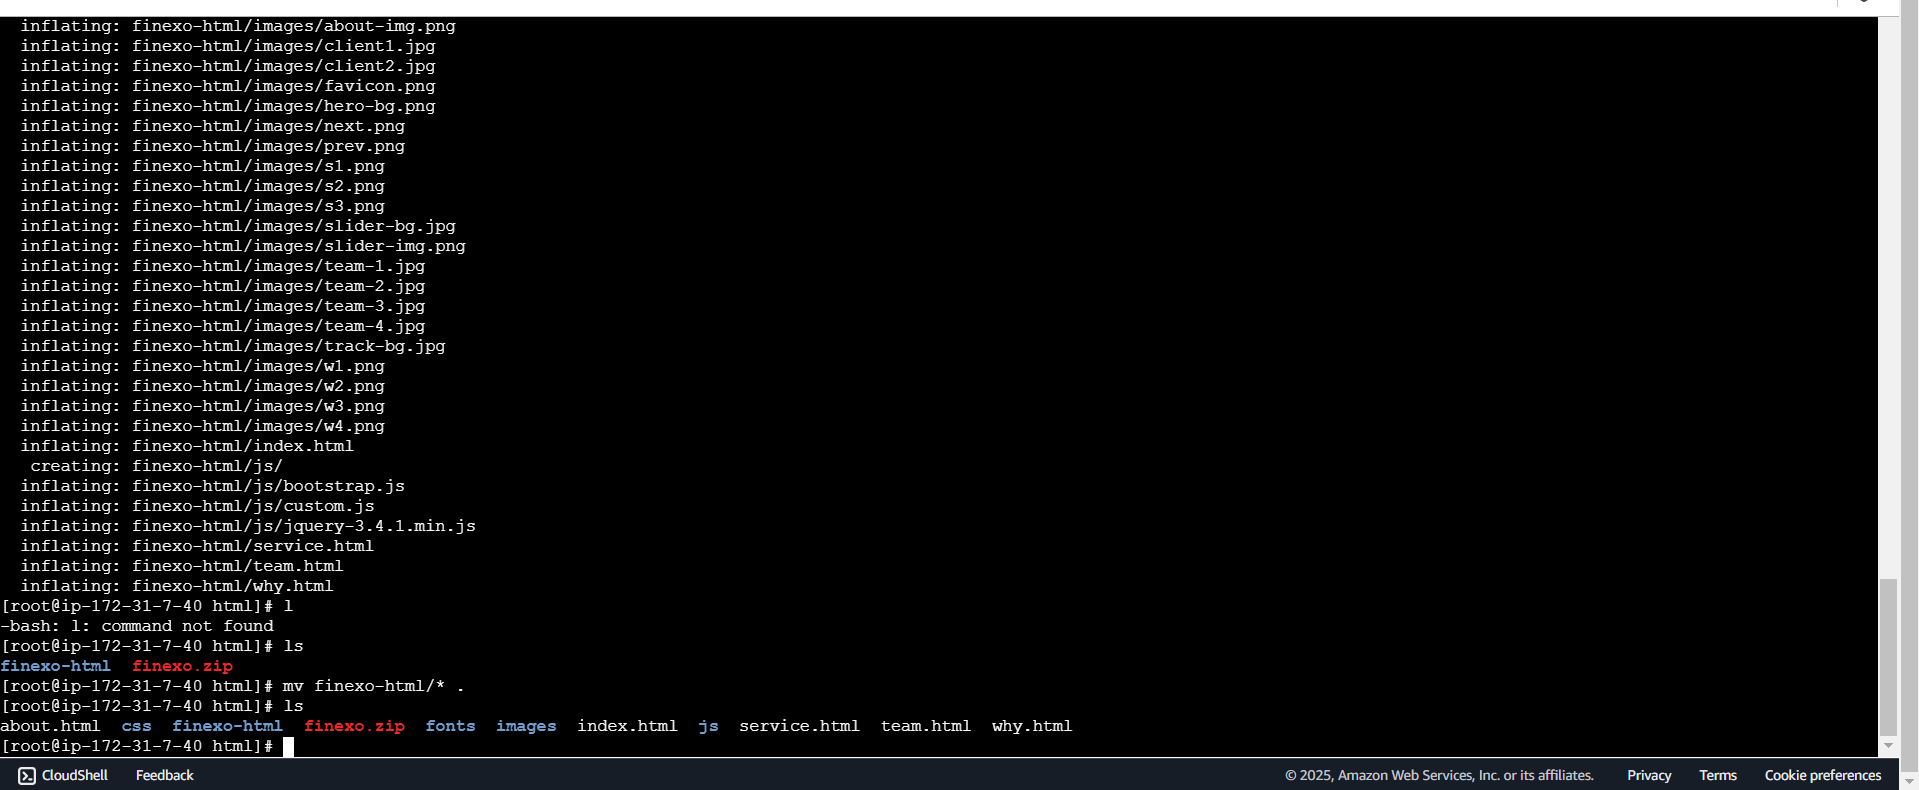 inflating: finexo-html/images/about-img.png
inflating: finexo-html/images/client1.jpg
inflating: finexo-html/images/client2.jpg
inflating: finexo-html/images/favicon.png
inflating: finexo-html/images/hero-bg.png
inflating: finexo-html/images/next.png
inflating: finexo-html/images/prev.png
inflating: finexo-html/images/s1.png
inflating: finexo-html/images/s2.png
inflating: finexo-html/images/s3.png
inflating: finexo-html/images/slider-bg.jpg
inflating: finexo-html/images/slider-img.png
inflating: finexo-html/images/team-1.jpg
inflating: finexo-html/images/team-2.jpg
inflating: finexo-html/images/team-3.jpg
inflating: finexo-html/images/team-4.jpg
inflating: finexo-html/images/track-bg.jpg
inflating: finexo-html/images/w1.png
inflating: finexo-html/images/w2.png
inflating: finexo-html/images/w3.png
inflating: finexo-html/images/w4.png
inflating: finexo-html/index.html
creating: finexo-html/js/
inflating: finexo-html/js/bootstrap.js
inflating: finexo-html/js/custom.js
inflating: finexo-html/js/jquery-3.4.1.min.js
inflating: finexo-html/service.html
inflating: finexo-html/team.html
inflating: finexo-html/why.html
[root@ip-172-31-7-40 html]# l
-bash: l: command not found
[root@ip-172-31-7-40 html]# ls
finexo-html finexo.zip
[root@ip-172-31-7-40 html]# mv finexo-html/* .
[root@ip-172-31-7-40 html]# ls
about.html css finexo-html finexo.zip fonts images index.html js service.html team.html why.html
[root@ip-172-31-7-40 html]#
CloudShell Feedback © 2025, Amazon Web Services, Inc. or its affiliates. Privacy Terms Cookie preferences